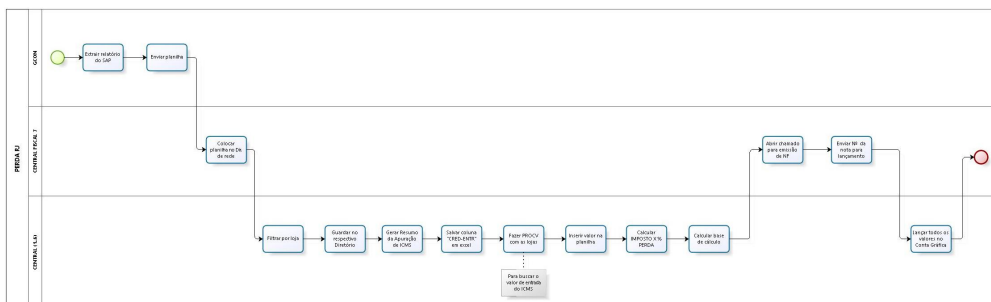 PERDA RJ
GCOM
Extrair relatório
do SAP
Enviar planilha
CENTRAL FISCAL 7
Colocar
planilha no Dir.
de rede
Abrir chamado
para emissão
de NF
Enviar NF da
nota para
lançamento
Filtrar por loja
Guardar no
respectivo
Diretório
Gerar Resumo
da Apuração
de ICMS
Salvar coluna
"CRED-ENTR"
em excel
Fazer PROCV
com as lojas
Inserir valor na
planilha
Calcular
IMPOSTO X %
PERDA
Calcular base
de cálculo
Lançar todos os
valores no
Conta Gráfica
Para buscar o
valor de entrada
do ICMS